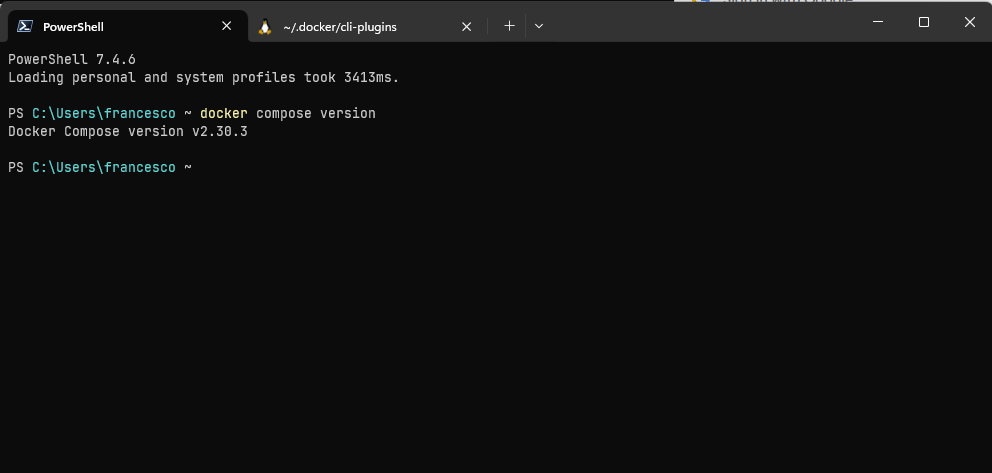 PowerShell
~/.docker/cli-plugins
PowerShell 7.4.6
Loading personal and system profiles took 3413ms.
PS C:\Users\francesco ~ docker compose version
Docker Compose version v2.30.3
PS C:\Users\francesco ~